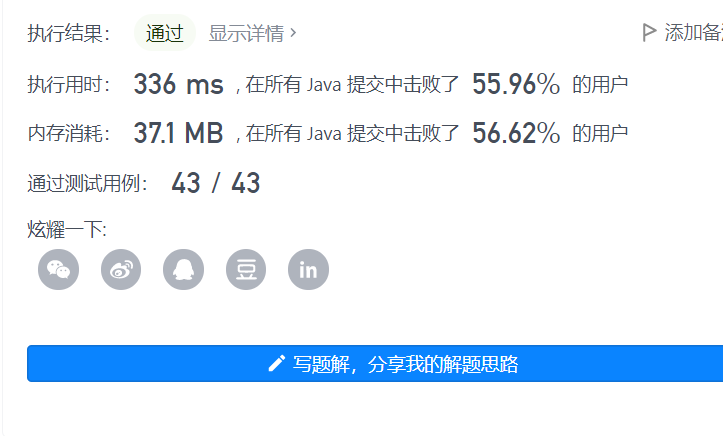 执行结果： 通过 显示详情 › 添加备
执行用时： 336 ms , 在所有 Java 提交中击败了 55.96% 的用户
内存消耗： 37.1 MB , 在所有 Java 提交中击败了 56.62% 的用户
通过测试用例： 43 / 43
炫耀一下:
豆 in
写题解，分享我的解题思路